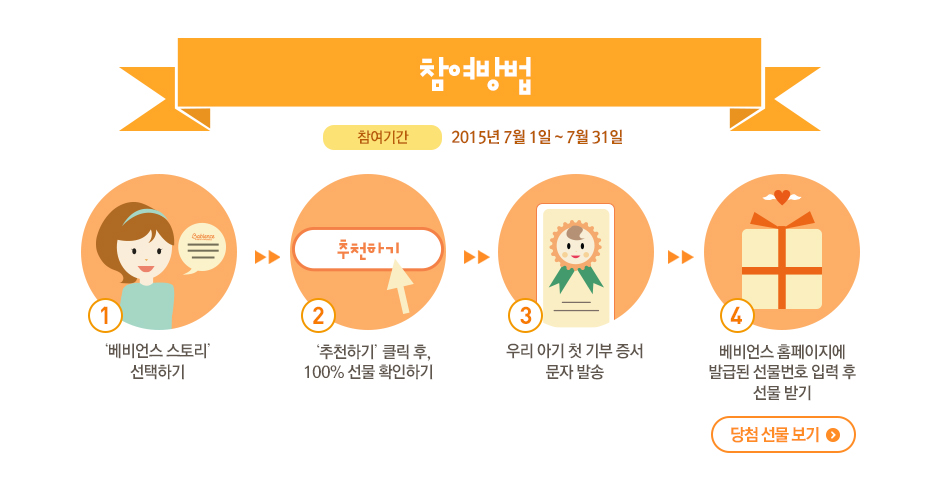 참여방법
참여기간 2015년 7월 1일 ~ 7월 31일
Babience
추천하기
1
‘베비언스 스토리’
선택하기
2
‘추천하기’ 클릭 후,
100% 선물 확인하기
3
우리 아기 첫 기부 증서
문자 발송
4
베비언스 홈페이지에
발급된 선물번호 입력 후
선물 받기
당첨 선물 보기